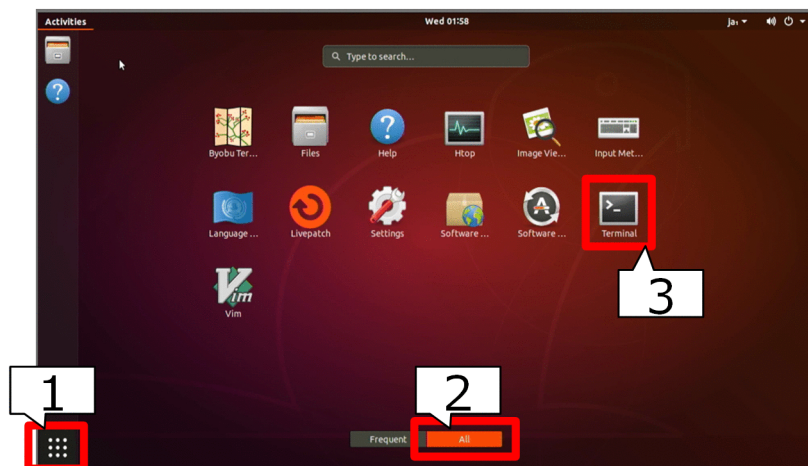 Activities
Wed 01:58
ja₁
Type to search...
Byobu Ter...
Files
Help
Htop
Image Vie...
Input Met...
Language ...
Livepatch
Settings
Software ...
Software ...
Terminal
3
Vim
1
2
Frequent
All